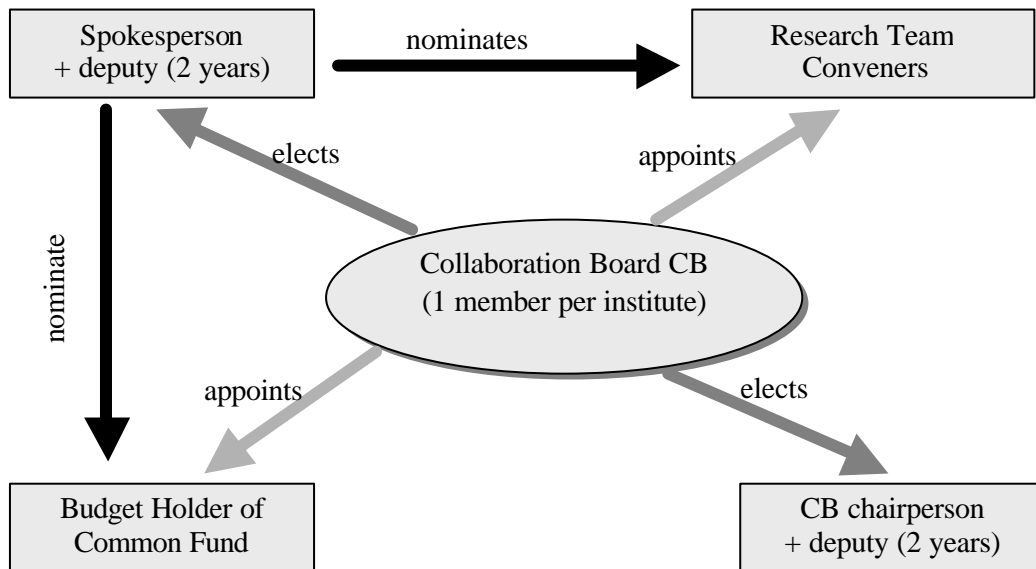 Spokesperson
+ deputy (2 years)
nominates
Research Team
Conveners
elects
appoints
nominate
Collaboration Board CB
(1 member per institute)
appoints
elects
Budget Holder of
Common Fund
CB chairperson
+ deputy (2 years)